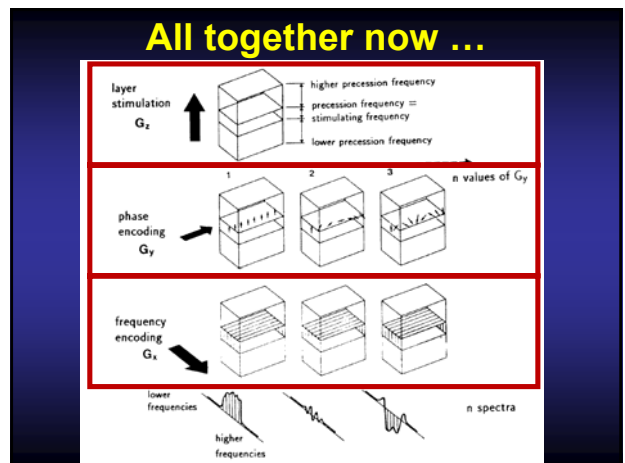 All together now …
layer
stimulation
Gz
higher precession frequency
precession frequency =
stimulating frequency
lower precession frequency
1 2 3
n values of Gy
phase
encoding
Gy
frequency
encoding
Gx
lower
frequencies
higher
frequencies
n spectra